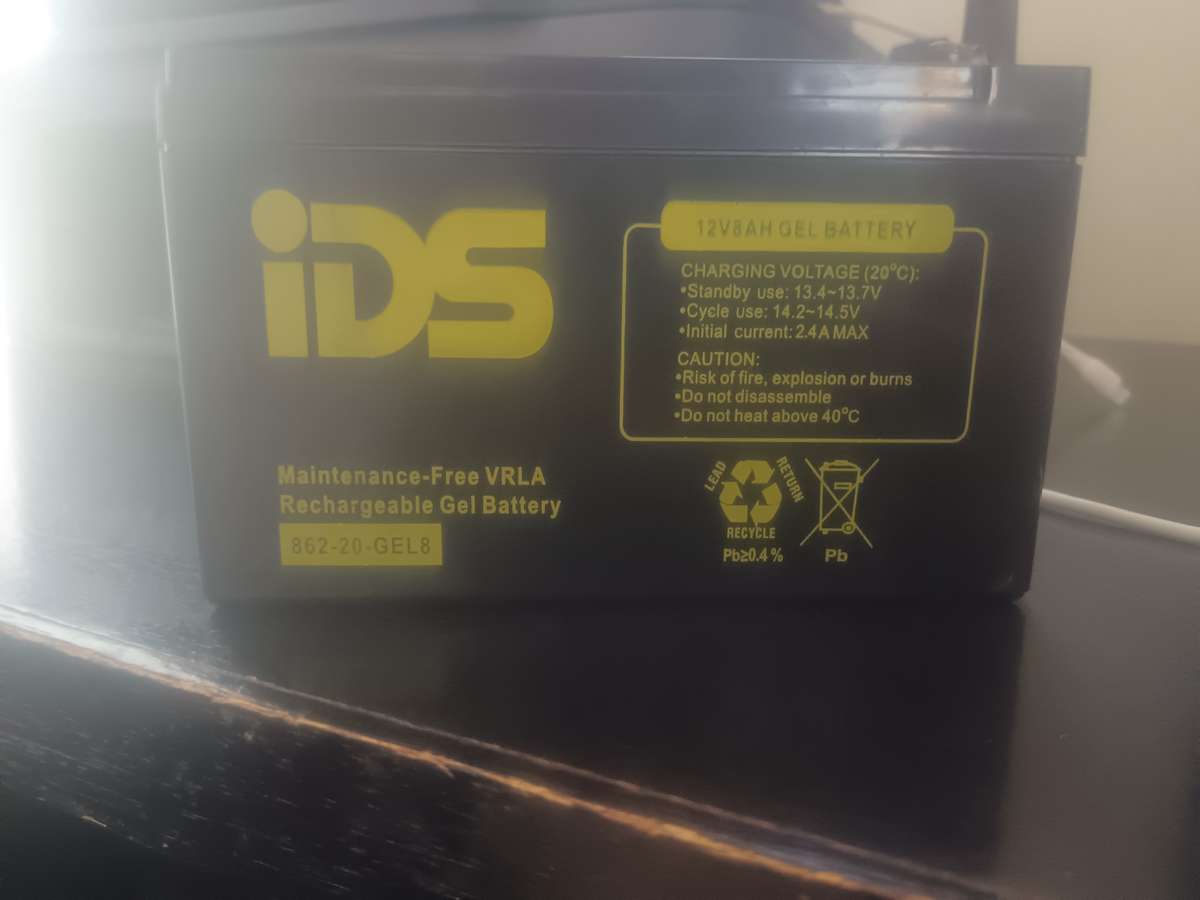 iDS
Maintenance-Free VRLA
Rechargeable Gel Battery
862-20-GEL8
12V8AH GEL BATTERY
CHARGING VOLTAGE (20°C):
•Standby use: 13.4~13.7V
•Cycle use: 14.2~14.5V
•Initial current: 2.4A MAX
CAUTION:
•Risk of fire, explosion or burns
•Do not disassemble
•Do not heat above 40°C
LEAD
RETURN
RECYCLE
Pb≥0.4 %
Pb